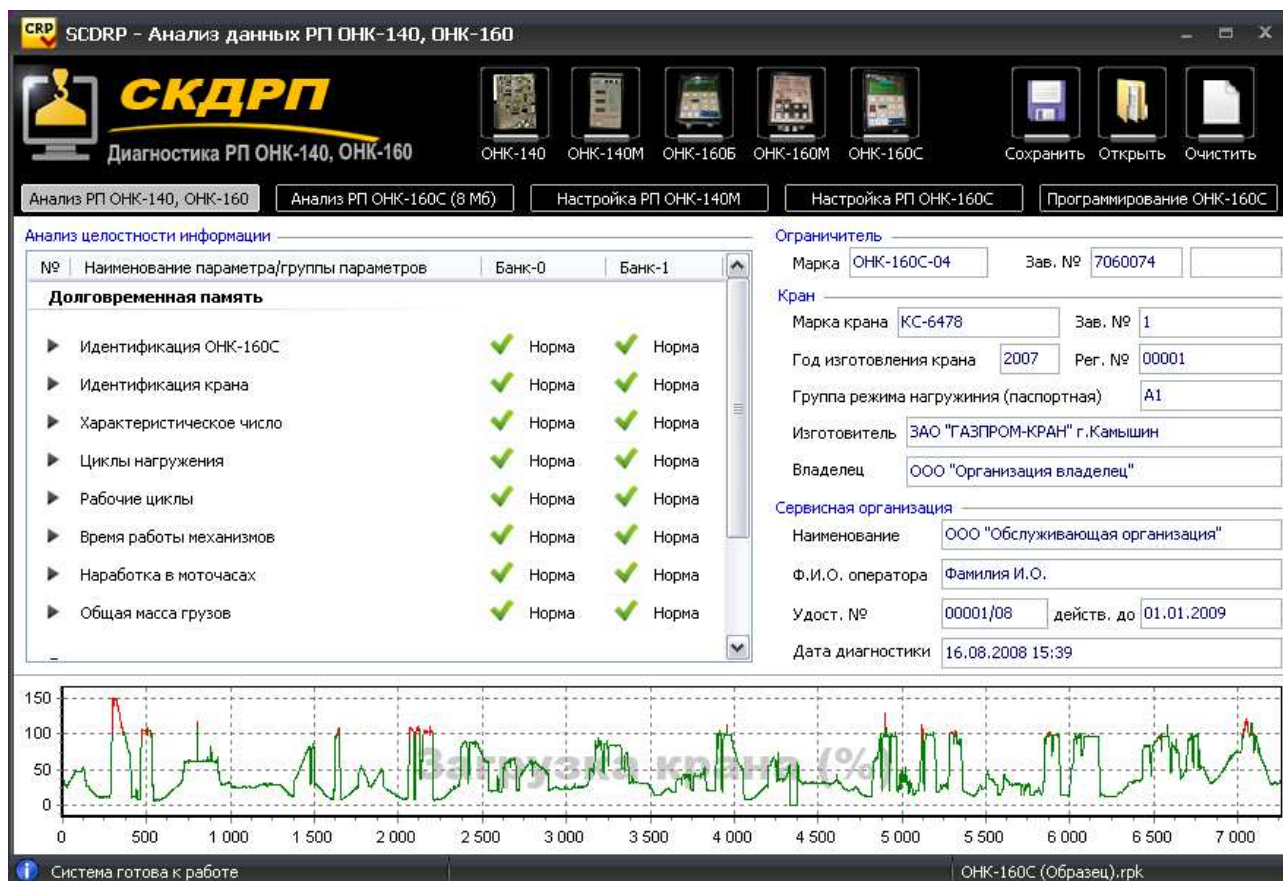 CRP SCDRP - Анализ данных РП ОНК-140, ОНК-160
СКДРП
Диагностика РП ОНК-140, ОНК-160
ОНК-140 ОНК-140М ОНК-160Б ОНК-160М ОНК-160С Сохранить Открыть Очистить
Анализ РП ОНК-140, ОНК-160 Анализ РП ОНК-160С (8 Мб) Настройка РП ОНК-140М Настройка РП ОНК-160С Программирование ОНК-160С
Анализ целостности информации
№ Наименование параметра/группы параметров Банк-0 Банк-1
Долговременная память
Идентификация ОНК-160С Норма Норма
Идентификация крана Норма Норма
Характеристическое число Норма Норма
Циклы нагружения Норма Норма
Рабочие циклы Норма Норма
Время работы механизмов Норма Норма
Наработка в моточасах Норма Норма
Общая масса грузов Норма Норма
Ограничитель
Марка ОНК-160С-04 Зав. № 7060074
Кран
Марка крана КС-6478 Зав. № 1
Год изготовления крана 2007 Рег. № 00001
Группа режима нагружиния (паспортная) А1
Изготовитель ЗАО "ГАЗПРОМ-КРАН" г.Камышин
Владелец ООО "Организация владелец"
Сервисная организация
Наименование ООО "Обслуживающая организация"
Ф.И.О. оператора Фамилия И.О.
Удост. № 00001/08 действ. до 01.01.2009
Дата диагностики 16.08.2008 15:39
150
100
50
0
Загрузка крана (%)
0 500 1 000 1 500 2 000 2 500 3 000 3 500 4 000 4 500 5 000 5 500 6 000 6 500 7 000
Система готова к работе ОНК-160С (Образец).rpk